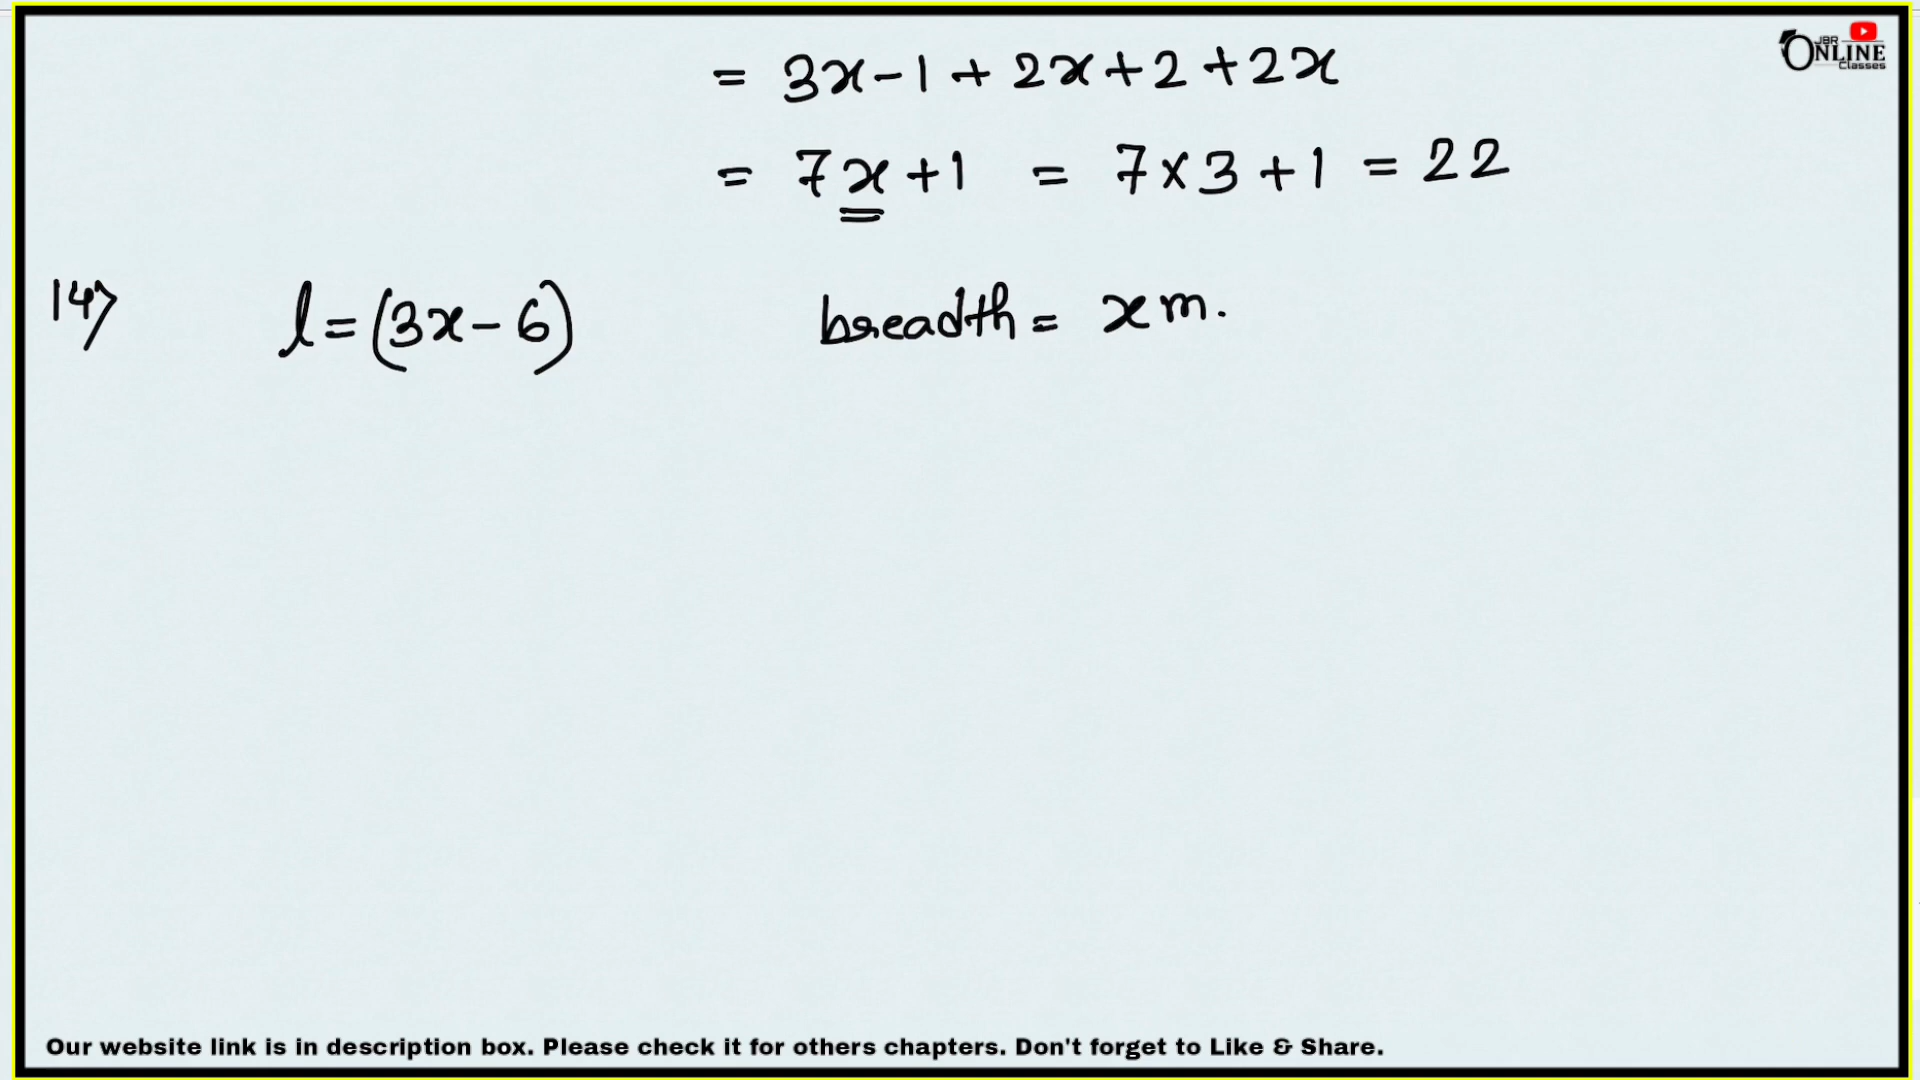 JBR
ONLINE
Classes
= 3x - 1 + 2x + 2 + 2x
= 7x + 1 = 7 × 3 + 1 = 22
14> l = (3x - 6) breadth = x m.
Our website link is in description box. Please check it for others chapters. Don't forget to Like & Share.